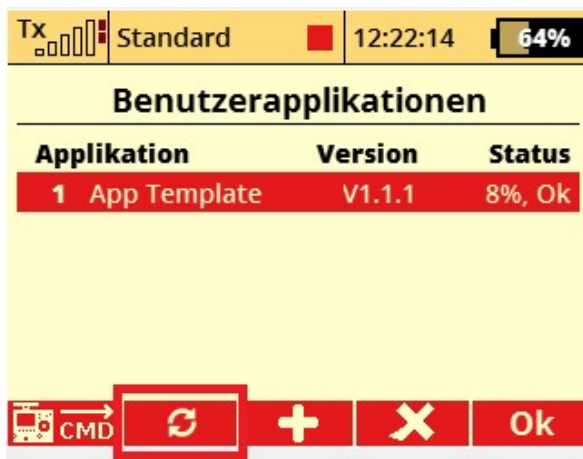 Tx Standard 12:22:14 64%
Benutzerapplikationen
Applikation Version Status
1 App Template V1.1.1 8%, Ok
CMD Ok